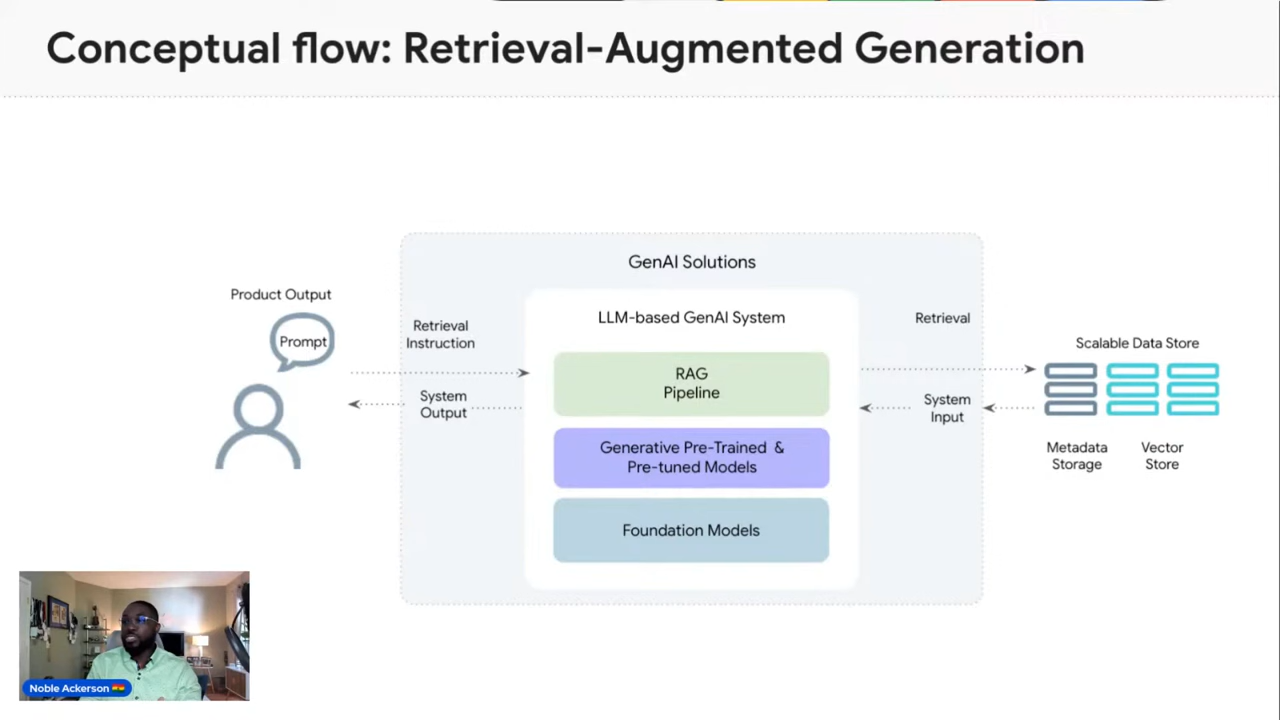 Conceptual flow: Retrieval-Augmented Generation
GenAI Solutions
Product Output
Prompt
Retrieval
Instruction
System
Output
LLM-based GenAI System
RAG
Pipeline
Generative Pre-Trained &
Pre-tuned Models
Foundation Models
Retrieval
System
Input
Scalable Data Store
Metadata
Storage
Vector
Store
Noble Ackerson 🇬🇭